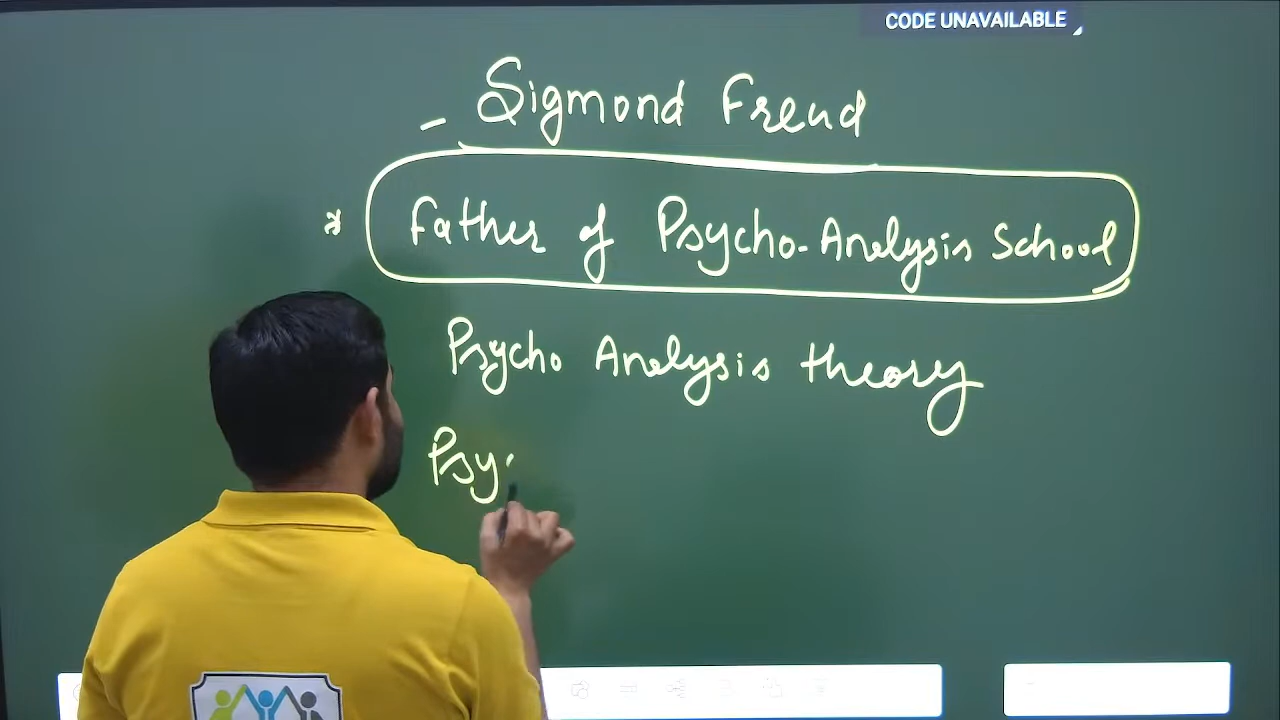 CODE UNAVAILABLE
- Sigmond Freud
* Father of Psycho-Analysis School
Psycho Analysis theory
Psy